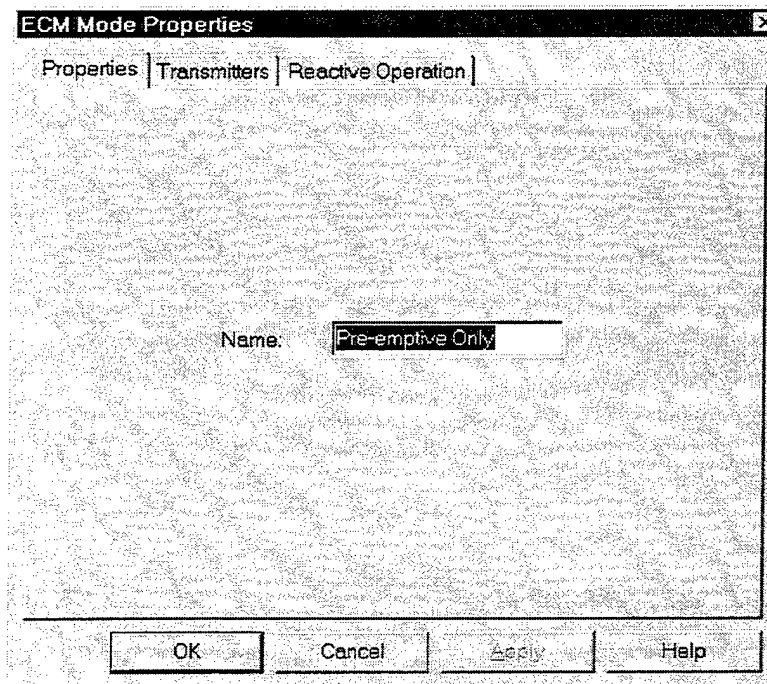 ECM Mode Properties
Properties Transmitters Reactive Operation
Name: Pre-emptive Only
OK Cancel Apply Help